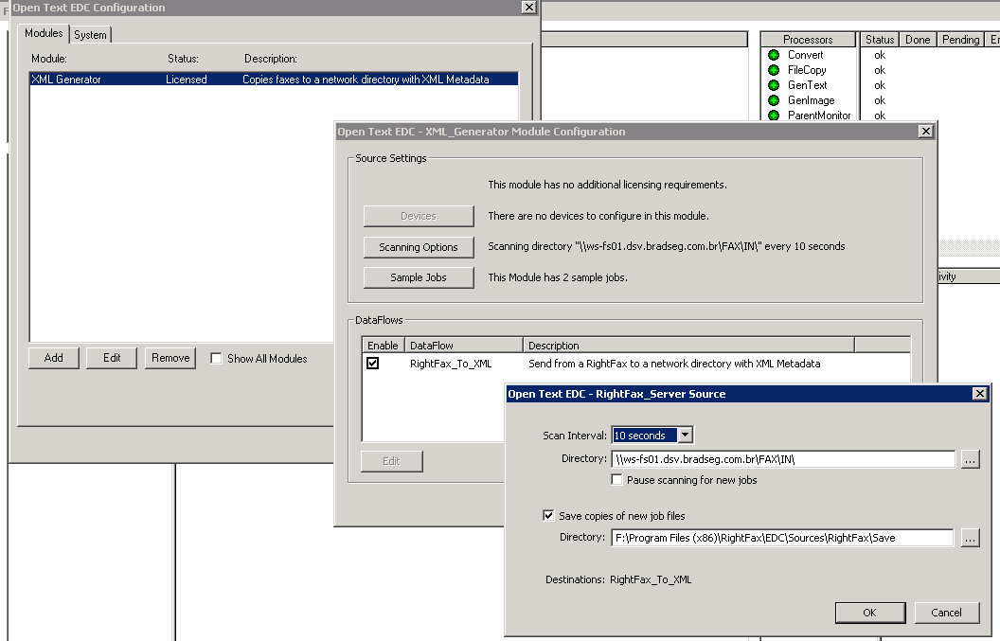 Open Text EDC Configuration
Modules System
Module: Status: Description:
XML Generator Licensed Copies faxes to a network directory with XML Metadata
Add Edit Remove Show All Modules
Processors Status Done Pending
Convert ok
FileCopy ok
GenText ok
GenImage ok
ParentMonitor ok
ivity
Open Text EDC - XML_Generator Module Configuration
Source Settings
This module has no additional licensing requirements.
Devices There are no devices to configure in this module.
Scanning Options Scanning directory "\\ws-fs01.dsv.bradseg.com.br\FAX\IN\" every 10 seconds
Sample Jobs This Module has 2 sample jobs.
DataFlows
Enable DataFlow Description
RightFax_To_XML Send from a RightFax to a network directory with XML Metadata
Edit
Open Text EDC - RightFax_Server Source
Scan Interval: 10 seconds
Directory: \\ws-fs01.dsv.bradseg.com.br\FAX\IN\ ...
Pause scanning for new jobs
Save copies of new job files
Directory: F:\Program Files (x86)\RightFax\EDC\Sources\RightFax\Save ...
Destinations: RightFax_To_XML
OK Cancel